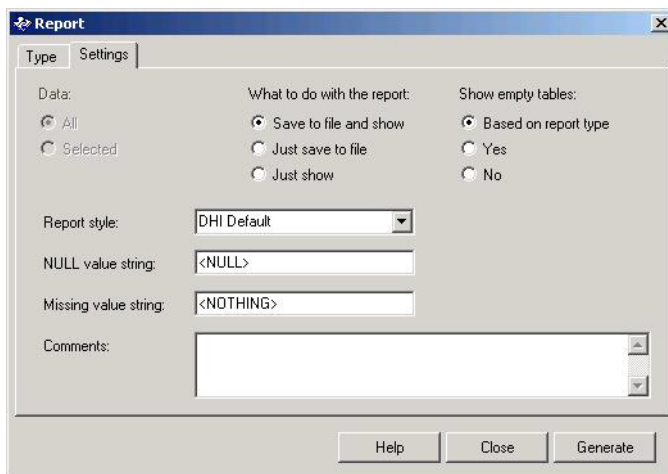 Report
Type Settings
Data: What to do with the report: Show empty tables:
All Save to file and show Based on report type
Selected Just save to file Yes
Just show No
Report style: DHI Default
NULL value string: <NULL>
Missing value string: <NOTHING>
Comments:
Help Close Generate